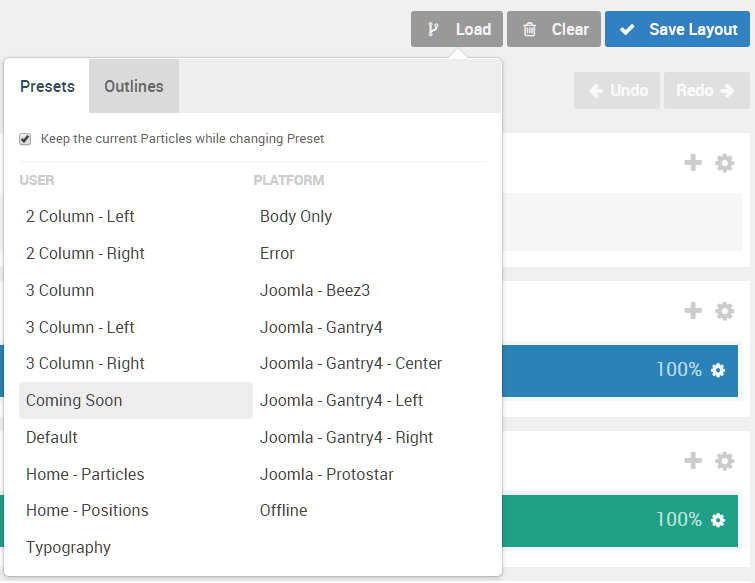 Load
Clear
Save Layout
Presets
Outlines
Undo
Redo
Keep the current Particles while changing Preset
USER
PLATFORM
2 Column - Left
Body Only
2 Column - Right
Error
3 Column
Joomla - Beez3
3 Column - Left
Joomla - Gantry4
3 Column - Right
Joomla - Gantry4 - Center
100%
Coming Soon
Joomla - Gantry4 - Left
Default
Joomla - Gantry4 - Right
Home - Particles
Joomla - Protostar
Home - Positions
Offline
100%
Typography